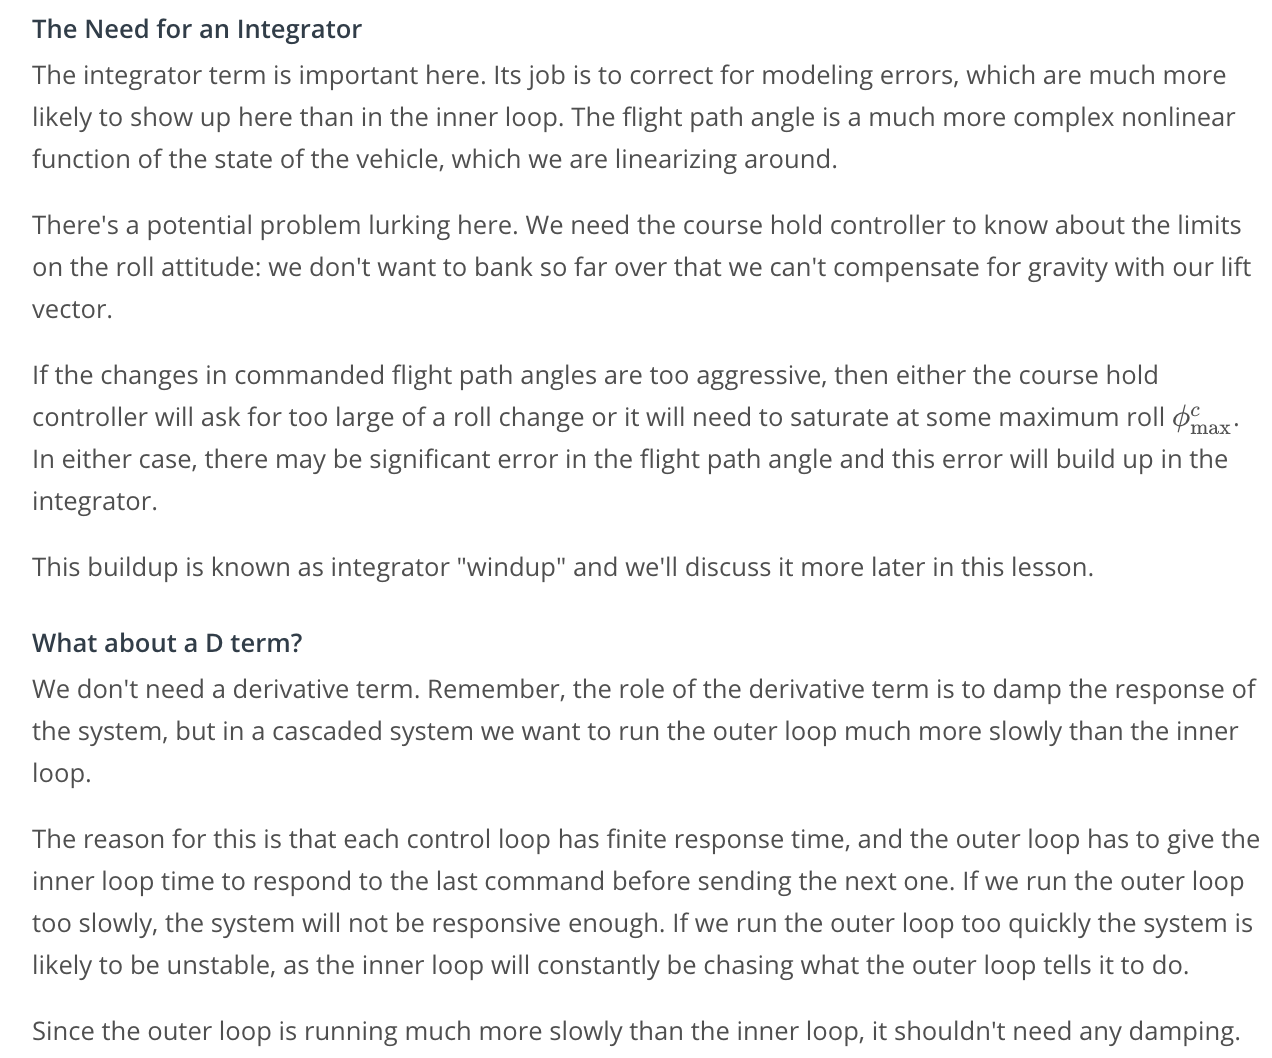 The Need for an Integrator
The integrator term is important here. Its job is to correct for modeling errors, which are much more
likely to show up here than in the inner loop. The flight path angle is a much more complex nonlinear
function of the state of the vehicle, which we are linearizing around.
There's a potential problem lurking here. We need the course hold controller to know about the limits
on the roll attitude: we don't want to bank so far over that we can't compensate for gravity with our lift
vector.
If the changes in commanded flight path angles are too aggressive, then either the course hold
controller will ask for too large of a roll change or it will need to saturate at some maximum roll $\phi^c_{\max}$.
In either case, there may be significant error in the flight path angle and this error will build up in the
integrator.
This buildup is known as integrator "windup" and we'll discuss it more later in this lesson.
What about a D term?
We don't need a derivative term. Remember, the role of the derivative term is to damp the response of
the system, but in a cascaded system we want to run the outer loop much more slowly than the inner
loop.
The reason for this is that each control loop has finite response time, and the outer loop has to give the
inner loop time to respond to the last command before sending the next one. If we run the outer loop
too slowly, the system will not be responsive enough. If we run the outer loop too quickly the system is
likely to be unstable, as the inner loop will constantly be chasing what the outer loop tells it to do.
Since the outer loop is running much more slowly than the inner loop, it shouldn't need any damping.